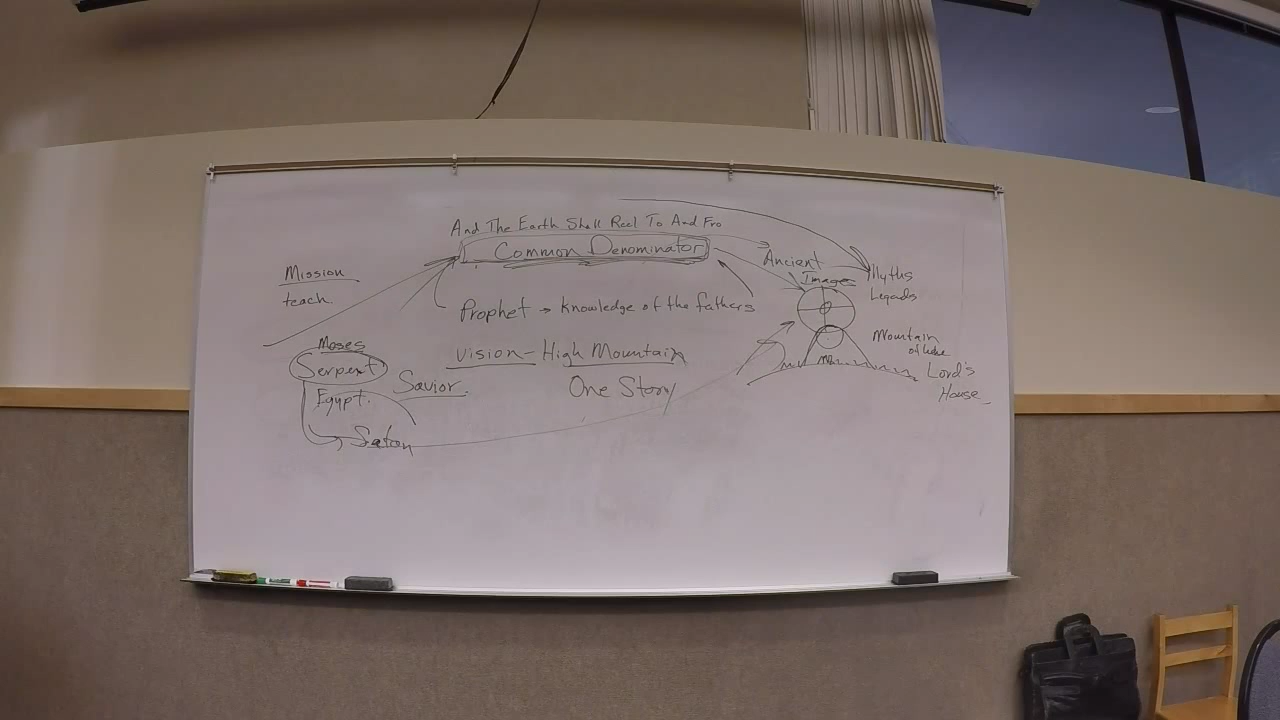 And The Earth Shall Reel To And Fro
Common Denominator
Ancient
Images
Myths
Legads
Mission
teach.
Prophet → Knowledge of the fathers
Moses
Serpent
Egypt.
Savior.
Satan
Vision - High Mountain
One Story
Mountain
of the
Lord's
House